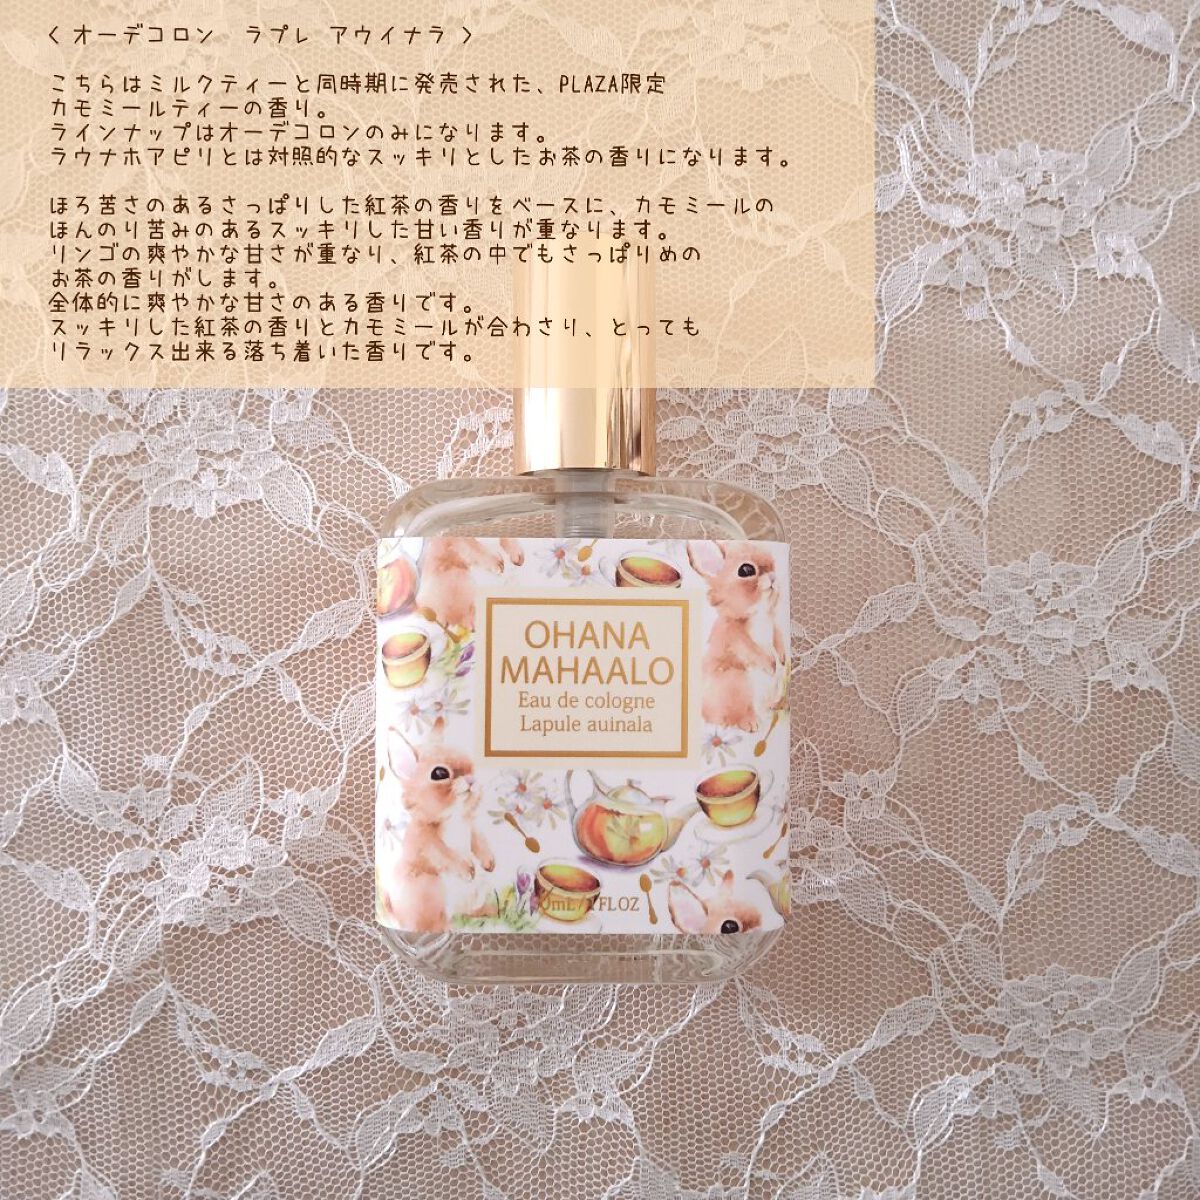 < オーデコロン　ラプレ アウイナラ >
こちらはミルクティーと同時期に発売された、PLAZA限定
カモミールティーの香り。
ラインナップはオーデコロンのみになります。
ラウナホアピリとは対照的なスッキリとしたお茶の香りになります。
ほろ苦さのあるさっぱりした紅茶の香りをベースに、カモミールの
ほんのり苦みのあるスッキリした甘い香りが重なります。
リンゴの爽やかな甘さが重なり、紅茶の中でもさっぱりめの
お茶の香りがします。
全体的に爽やかな甘さのある香りです。
スッキリした紅茶の香りとカモミールが合わさり、とっても
リラックス出来る落ち着いた香りです。
OHANA
MAHAALO
Eau de cologne
Lapule auinala
FL.OZ